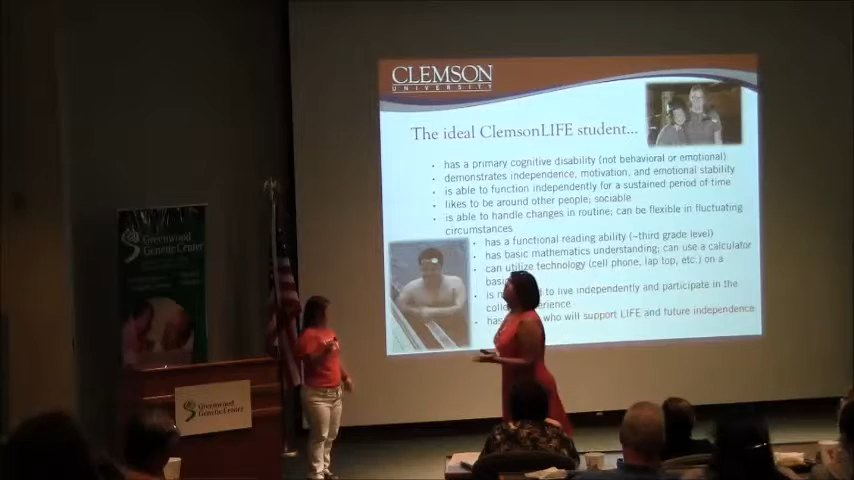 CLEMSON
UNIVERSITY
The ideal ClemsonLIFE student...
• has a primary cognitive disability (not behavioral or emotional)
• demonstrates independence, motivation, and emotional stability
• is able to function independently for a sustained period of time
• likes to be around other people; sociable
• is able to handle changes in routine; can be flexible in fluctuating
circumstances
• has a functional reading ability (~third grade level)
• has basic mathematics understanding; can use a calculator
• can utilize technology (cell phone, lap top, etc.) on a
• is to live independently and participate in the
• has who will support LIFE and future independence
Greenwood
Genetic Center
Greenwood
Genetic Center